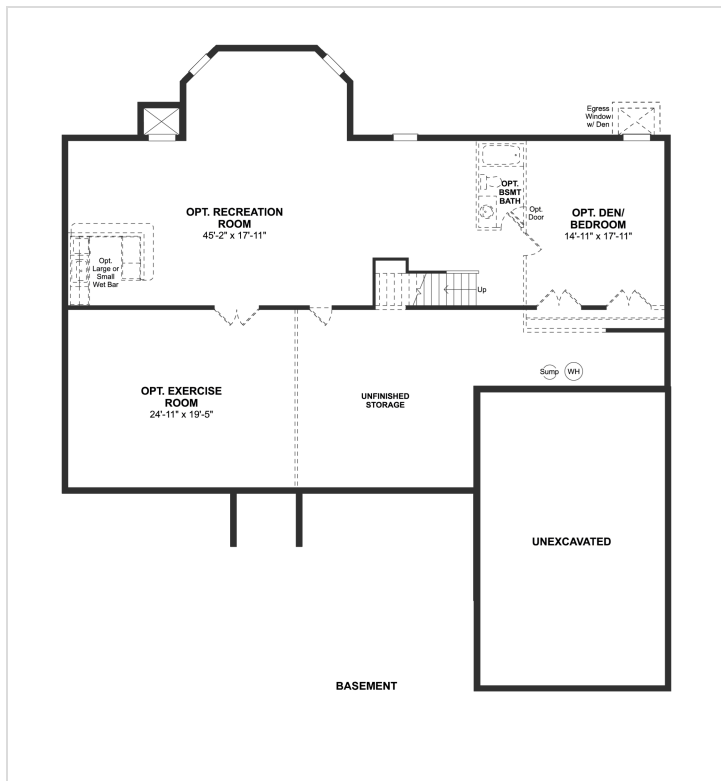 Egress
Window
w/ Den
OPT.
BSMT
BATH
Opt.
Door
OPT. RECREATION
ROOM
45'-2" x 17'-11"
OPT. DEN/
BEDROOM
14'-11" x 17'-11"
Opt.
Large or
Small
Wet Bar
Up
Sump
WH
OPT. EXERCISE
ROOM
24'-11" x 19'-5"
UNFINISHED
STORAGE
UNEXCAVATED
BASEMENT